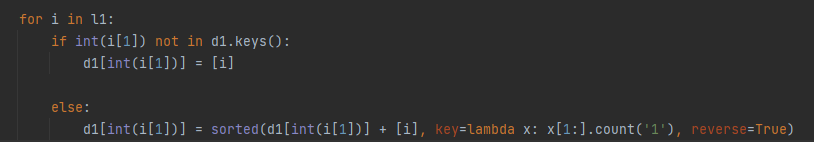 for i in l1:
    if int(i[1]) not in d1.keys():
        d1[int(i[1])] = [i]

    else:
        d1[int(i[1])] = sorted(d1[int(i[1])] + [i], key=lambda x: x[1:].count('1'), reverse=True)